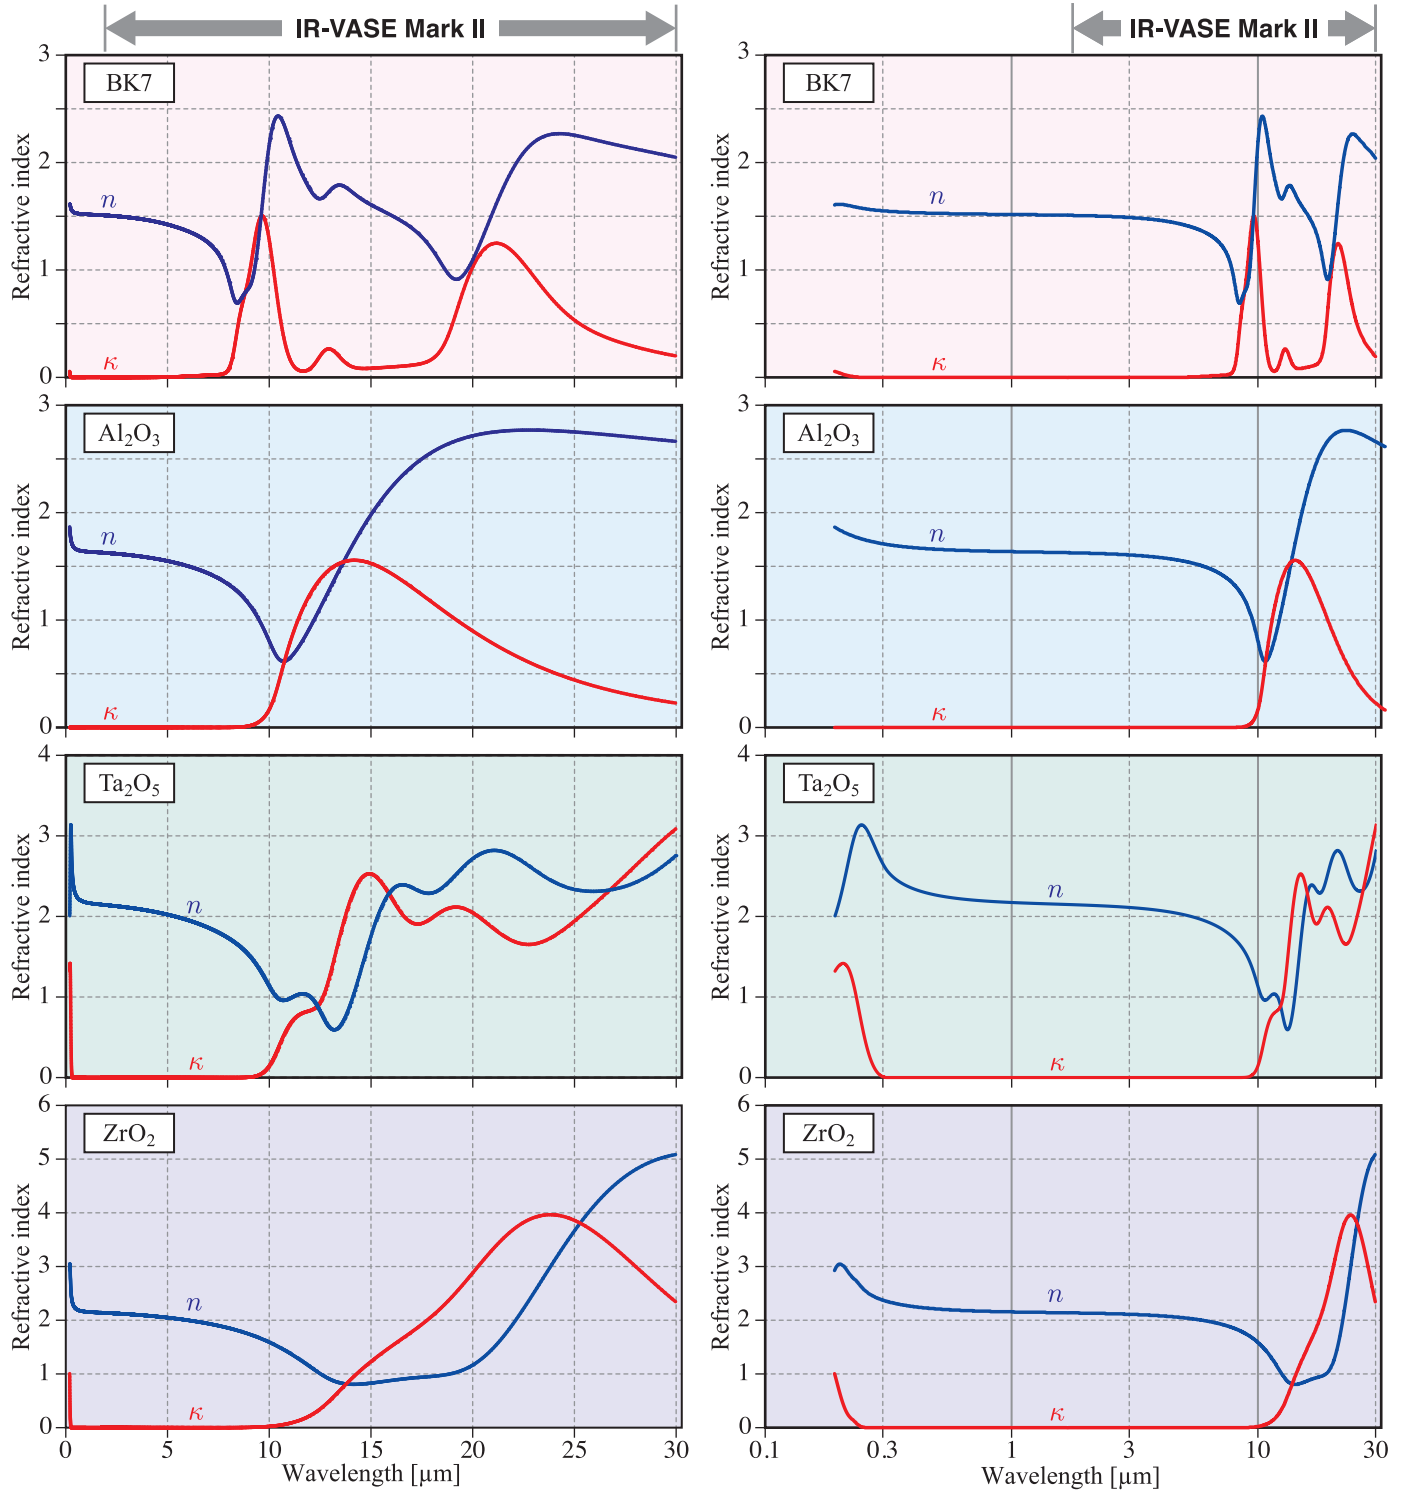 IR-VASE Mark II
IR-VASE Mark II
3
2
1
0
Refractive index
BK7
n
κ
3
2
1
0
Refractive index
BK7
n
κ
3
2
1
0
Refractive index
Al₂O₃
n
κ
3
2
1
0
Refractive index
Al₂O₃
n
κ
4
3
2
1
0
Refractive index
Ta₂O₅
n
κ
4
3
2
1
0
Refractive index
Ta₂O₅
n
κ
6
5
4
3
2
1
0
Refractive index
ZrO₂
n
κ
0 5 10 15 20 25 30
Wavelength [µm]
6
5
4
3
2
1
0
Refractive index
ZrO₂
n
κ
0.1 0.3 1 3 10 30
Wavelength [µm]